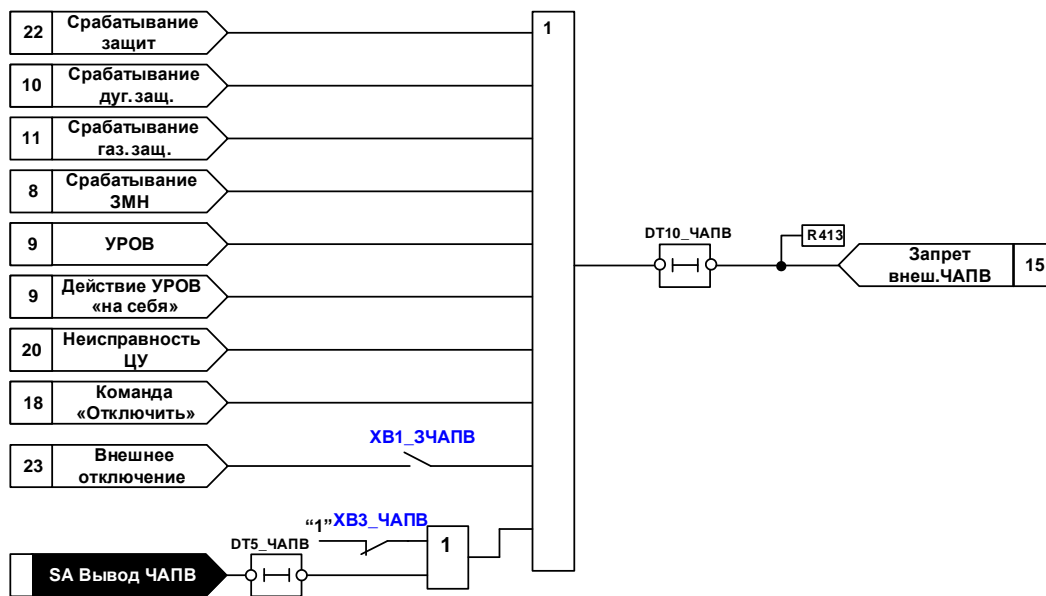 22
Срабатывание
защит
1
10
Срабатывание
дуг.защ.
11
Срабатывание
газ.защ.
8
Срабатывание
ЗМН
9
УРОВ
DT10_ЧАПВ
R413
Запрет
внеш.ЧАПВ
15
9
Действие УРОВ
«на себя»
20
Неисправность
ЦУ
18
Команда
«Отключить»
XB1_ЗЧАПВ
23
Внешнее
отключение
“1”
XB3_ЧАПВ
DT5_ЧАПВ
1
SA Вывод ЧАПВ